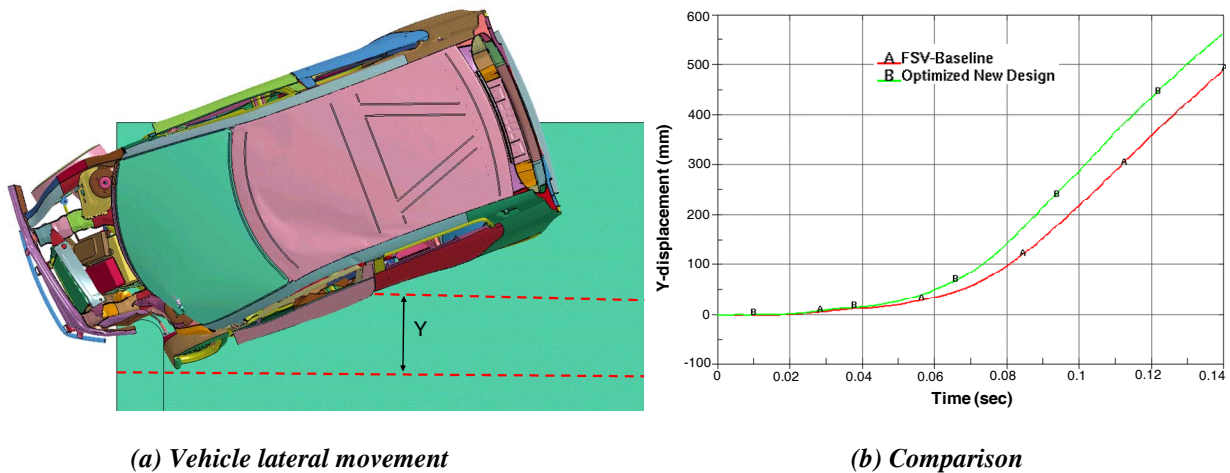 Y
Y-displacement (mm)
600
500
400
300
200
100
0
-100
A FSV-Baseline
B Optimized New Design
B
A
B
A
B
A
B
A
B
A
0
0.02
0.04
0.06
0.08
0.1
0.12
0.14
Time (sec)
(a) Vehicle lateral movement
(b) Comparison